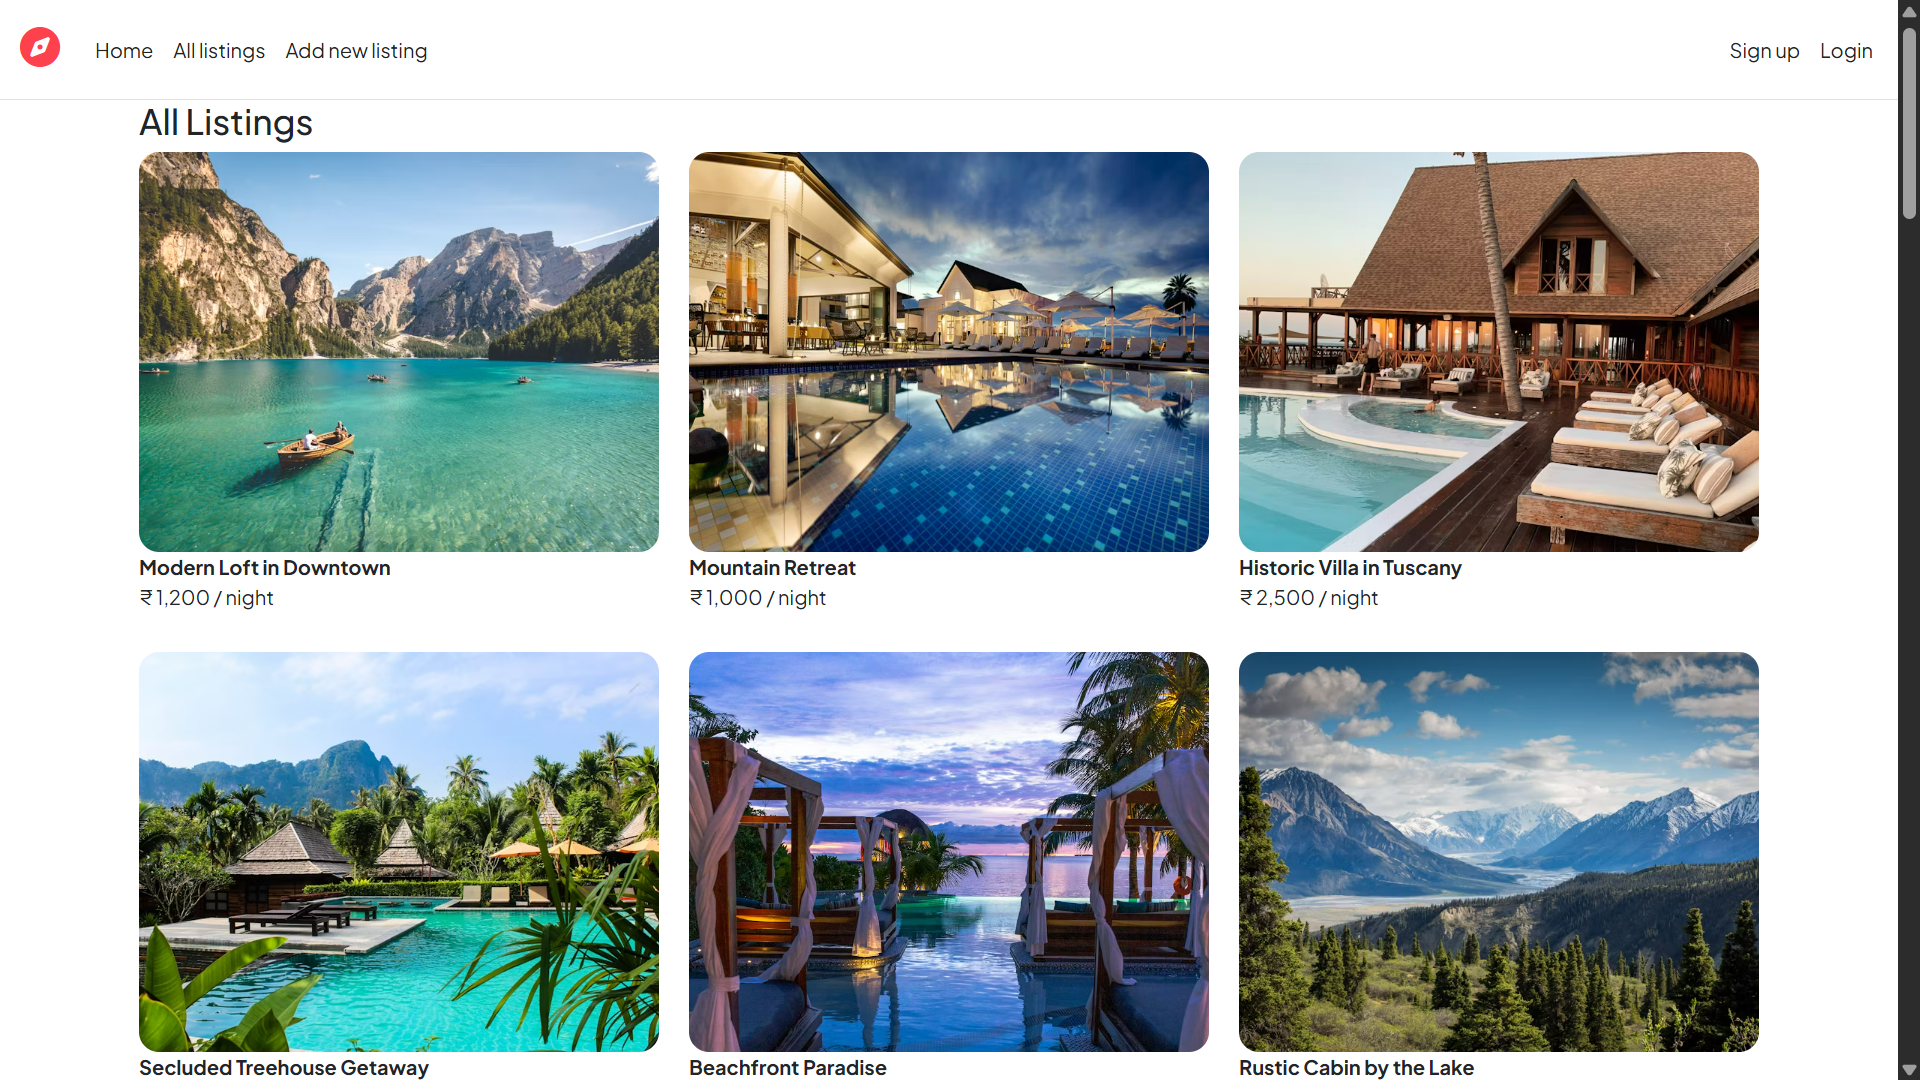 Home All listings Add new listing Sign up Login
All Listings
Modern Loft in Downtown
₹ 1,200 / night
Mountain Retreat
₹ 1,000 / night
Historic Villa in Tuscany
₹ 2,500 / night
Secluded Treehouse Getaway
Beachfront Paradise
Rustic Cabin by the Lake